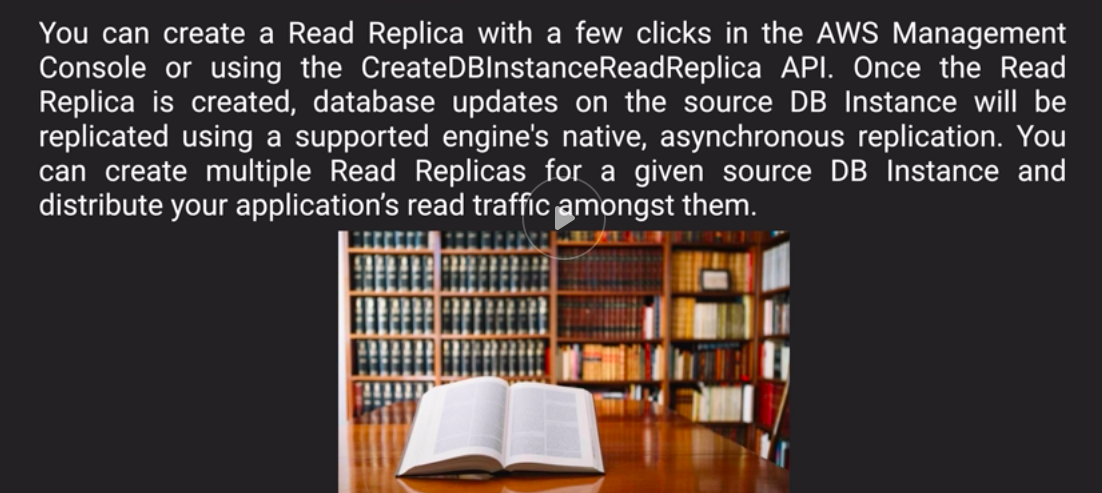 You can create a Read Replica with a few clicks in the AWS Management
Console or using the CreateDBInstanceReadReplica API. Once the Read
Replica is created, database updates on the source DB Instance will be
replicated using a supported engine's native, asynchronous replication. You
can create multiple Read Replicas for a given source DB Instance and
distribute your application’s read traffic amongst them.